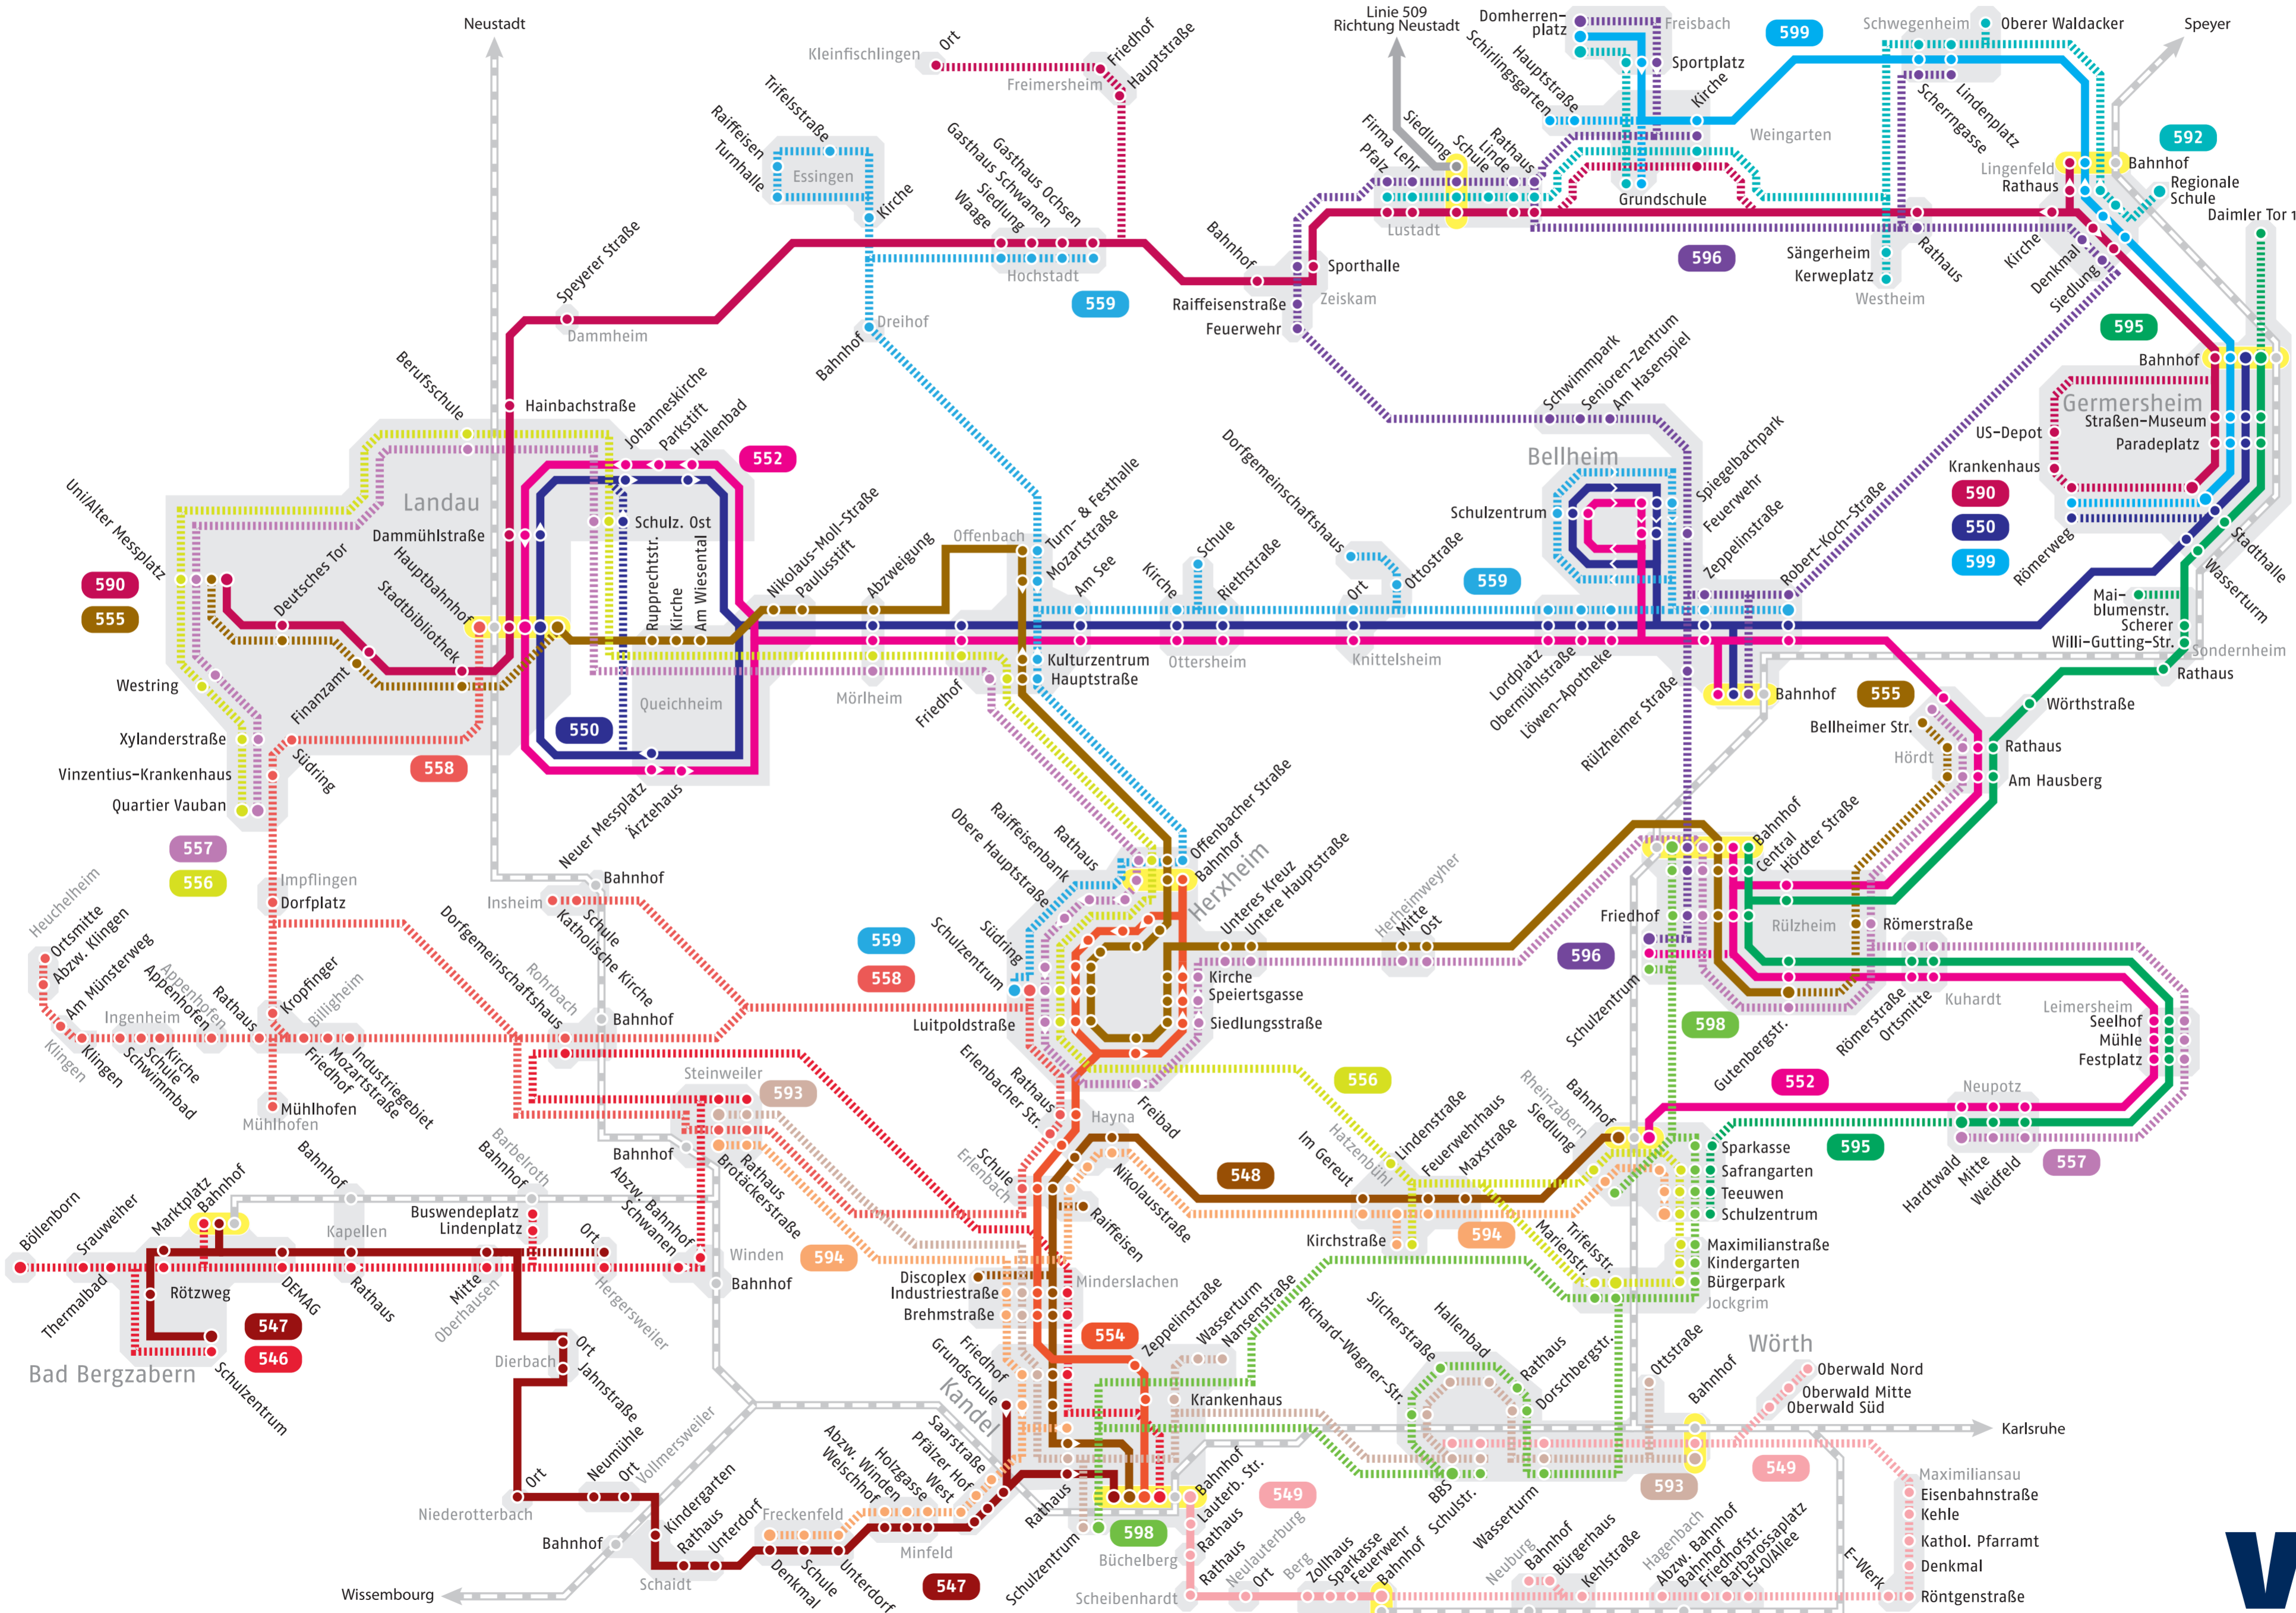 Neustadt
Linie 509
Richtung Neustadt
Domherren-
platz
Freisbach
599
Schwegenheim
Oberer Waldacker
Speyer
Kleinfischlingen
Ort
Friedhof
Hauptstraße
Freimersheim
Schirlingsgarten
Hauptstraße
Sportplatz
Kirche
Weingarten
Scherrngasse
Lindenplatz
592
Raiffeisen
Turnhalle
Trifelsstraße
Essingen
Kirche
Waage
Siedlung
Gasthaus Schwanen
Gasthaus Ochsen
Hochstadt
559
Pfalz
Firma Lehr
Siedlung
Schule
Linde
Rathaus
Lustadt
Grundschule
Lingenfeld
Rathaus
Bahnhof
Regionale
Schule
Daimler Tor 1
Speyerer Straße
Dammheim
Dreihof
Bahnhof
Bahnhof
Sporthalle
Raiffeisenstraße
Zeiskam
Feuerwehr
596
Sängerheim
Kerweplatz
Westheim
Rathaus
Kirche
Denkmal
Siedlung
595
Bahnhof
Germersheim
Straßen-Museum
Paradeplatz
US-Depot
Krankenhaus
590
550
599
Römerweg
Stadthalle
Wasserturm
Mai-
blumenstr.
Scherer
Willi-Gutting-Str.
Sondernheim
Rathaus
Wörthstraße
Berufsschule
Hainbachstraße
Johanneskirche
Parkstift
Hallenbad
552
Landau
Uni/Alter Messplatz
Dammühlstraße
Schulz. Ost
Hauptbahnhof
Stadtbibliothek
Deutsches Tor
Finanzamt
590
555
Westring
Xylanderstraße
Vinzentius-Krankenhaus
Quartier Vauban
557
556
Südring
558
550
Rupprechtstr.
Kirche
Am Wiesental
Queichheim
Neuer Messplatz
Ärztehaus
Nikolaus-Moll-Straße
Paulusstift
Abzweigung
Mörlheim
Offenbach
Turn- & Festhalle
Mozartstraße
Am See
Kulturzentrum
Hauptstraße
Friedhof
Kirche
Schule
Riethstraße
Ottersheim
Dorfgemeinschaftshaus
Ort
Ottostraße
Knittelsheim
559
Schwimmpark
Senioren-Zentrum
Am Hasenspiel
Bellheim
Schulzentrum
Spiegelbachpark
Feuerwehr
Zeppelinstraße
Robert-Koch-Straße
Lordplatz
Obermühlstraße
Löwen-Apotheke
Rülzheimer Straße
Bahnhof
555
Bellheimer Str.
Hördt
Rathaus
Am Hausberg
Impflingen
Dorfplatz
Heuchelheim
Ortsmitte
Abzw. Klingen
Am Münsterweg
Klingen
Klingen
Ingenheim
Schwimmbad
Schule
Kirche
Appenhofen
Appenhofen
Rathaus
Kropfinger
Billigheim
Friedhof
Mozartstraße
Industriegebiet
Mühlhofen
Mühlhofen
Insheim
Bahnhof
Schule
Katholische Kirche
Dorfgemeinschaftshaus
Rohrbach
Bahnhof
Steinweiler
593
Bahnhof
Rathaus
Brotäckerstraße
594
Raiffeisenbank
Obere Hauptstraße
Rathaus
Offenbacher Straße
Bahnhof
Herxheim
Unteres Kreuz
Untere Hauptstraße
Südring
Schulzentrum
559
558
Luitpoldstraße
Kirche
Speiertsgasse
Siedlungsstraße
Freibad
Erlenbacher Str.
Rathaus
Hayna
Herxheimweyher
Mitte
Ost
596
Bahnhof
Central
Hördter Straße
Friedhof
Rülzheim
Römerstraße
Schulzentrum
598
Gutenbergstr.
Römerstraße
Ortsmitte
Kuhardt
Leimersheim
Seelhof
Mühle
Festplatz
552
Neupotz
595
Hardtwald
Mitte
Weidfeld
557
556
Rheinzabern
Bahnhof
Siedlung
Sparkasse
Safrangarten
Teeuwen
Schulzentrum
Maximilianstraße
Kindergarten
Bürgerpark
Jockgrim
Trifelsstr.
Marienstr.
Hatzenbühl
Im Gereut
Lindenstraße
Feuerwehrhaus
Maxstraße
Kirchstraße
594
548
Nikolausstraße
Schule
Erlenbach
Raiffeisen
Böllenborn
Srauweiher
Thermalbad
Marktplatz
Bahnhof
Rötzweg
547
546
Bad Bergzabern
Schulzentrum
DEMAG
Bahnhof
Kapellen
Rathaus
Barbelroth
Bahnhof
Buswendeplatz
Lindenplatz
Mitte
Oberhausen
Ort
Hergersweiler
Abzw. Bahnhof
Schwanen
Winden
Bahnhof
Ort
Dierbach
Jahnstraße
Ort
Niederotterbach
Neumühle
Ort
Vollmersweiler
Kindergarten
Rathaus
Unterdorf
Bahnhof
Schaidt
Wissembourg
Freckenfeld
Denkmal
Schule
Unterdorf
Welschhof
Abzw. Winden
Holzgasse
West
Minfeld
547
Pfälzer Hof
Saarstraße
Discoplex
Industriestraße
Brehmstraße
Minderslachen
Friedhof
Grundschule
Kandel
554
Zeppelinstraße
Wasserturm
Nansenstraße
Krankenhaus
Rathaus
Schulzentrum
598
Büchelberg
Bahnhof
Lauterb. Str.
Rathaus
Rathaus
Scheibenhardt
549
Neulauterburg
Ort
Berg
Zollhaus
Sparkasse
Feuerwehr
Bahnhof
Richard-Wagner-Str.
Silcherstraße
Hallenbad
Rathaus
Dorschbergstr.
BBS
Schulstr.
Wasserturm
Ottstraße
Wörth
Bahnhof
593
549
Oberwald Nord
Oberwald Mitte
Oberwald Süd
Karlsruhe
Maximiliansau
Eisenbahnstraße
Kehle
Kathol. Pfarramt
Denkmal
Röntgenstraße
E-Werk
Neuburg
Bahnhof
Bürgerhaus
Kehlstraße
Hagenbach
Abzw. Bahnhof
Bahnhof
Friedhofstr.
Barbarossaplatz
L540/Allee
V